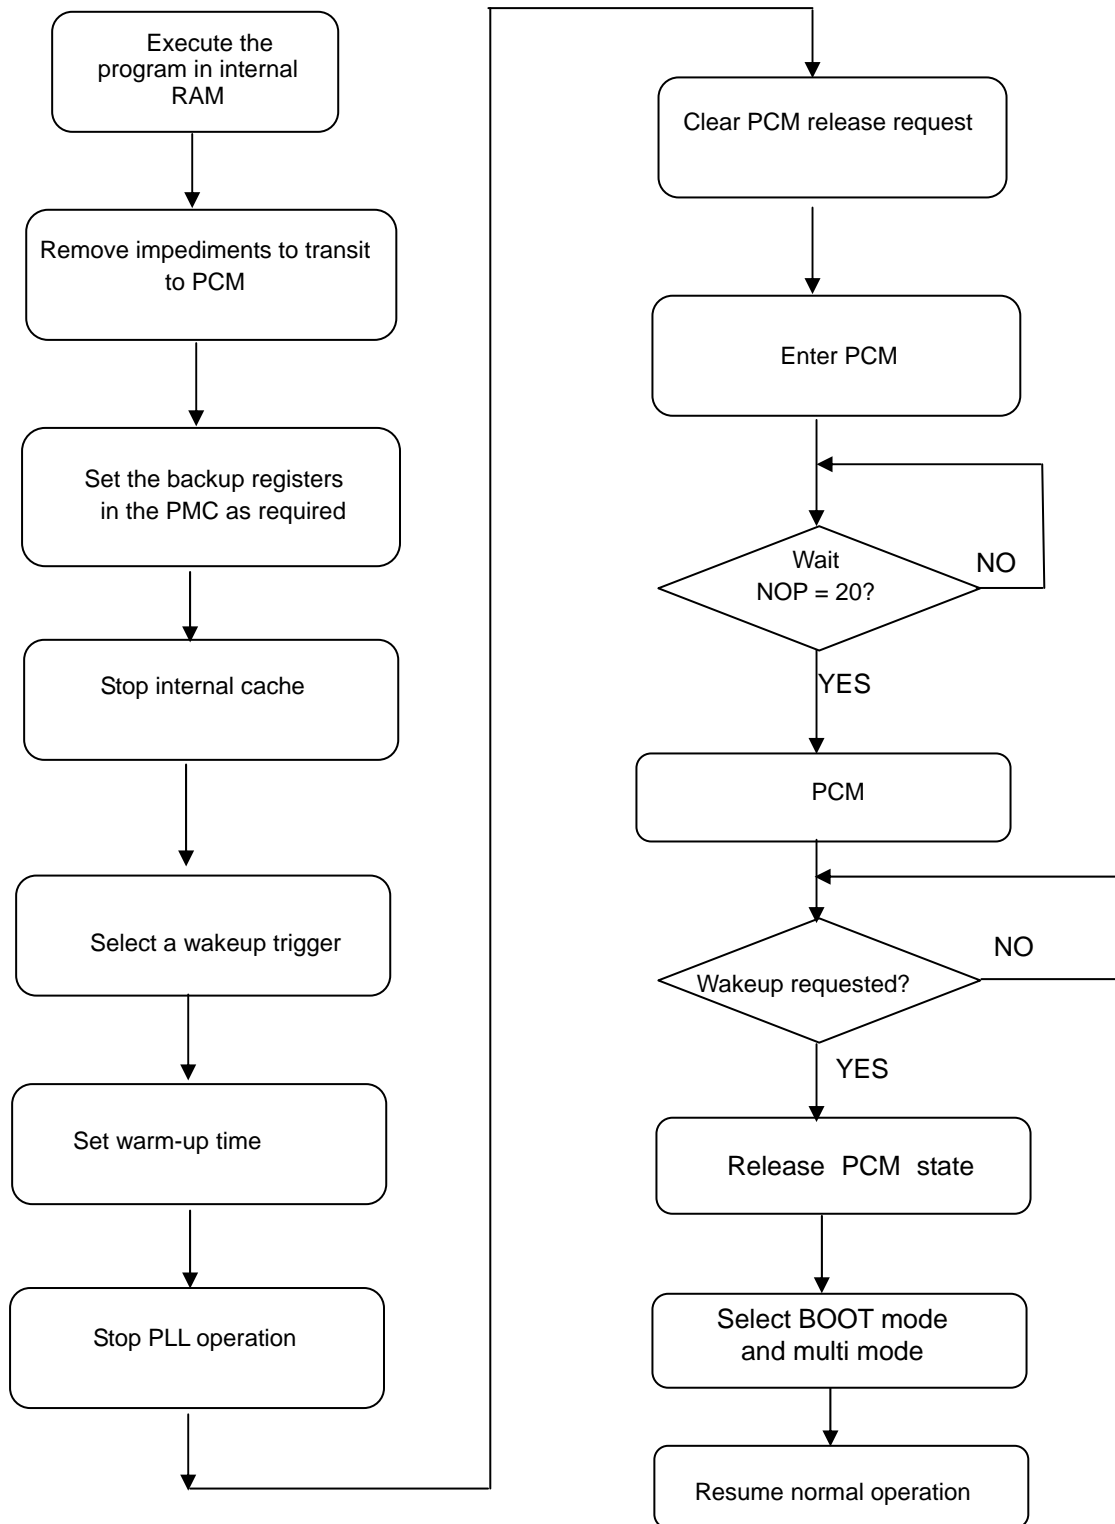 Execute the
program in internal
RAM
Remove impediments to transit
to PCM
Set the backup registers
in the PMC as required
Stop internal cache
Select a wakeup trigger
Set warm-up time
Stop PLL operation
Clear PCM release request
Enter PCM
Wait
NOP = 20?
NO
YES
PCM
Wakeup requested?
NO
YES
Release PCM state
Select BOOT mode
and multi mode
Resume normal operation